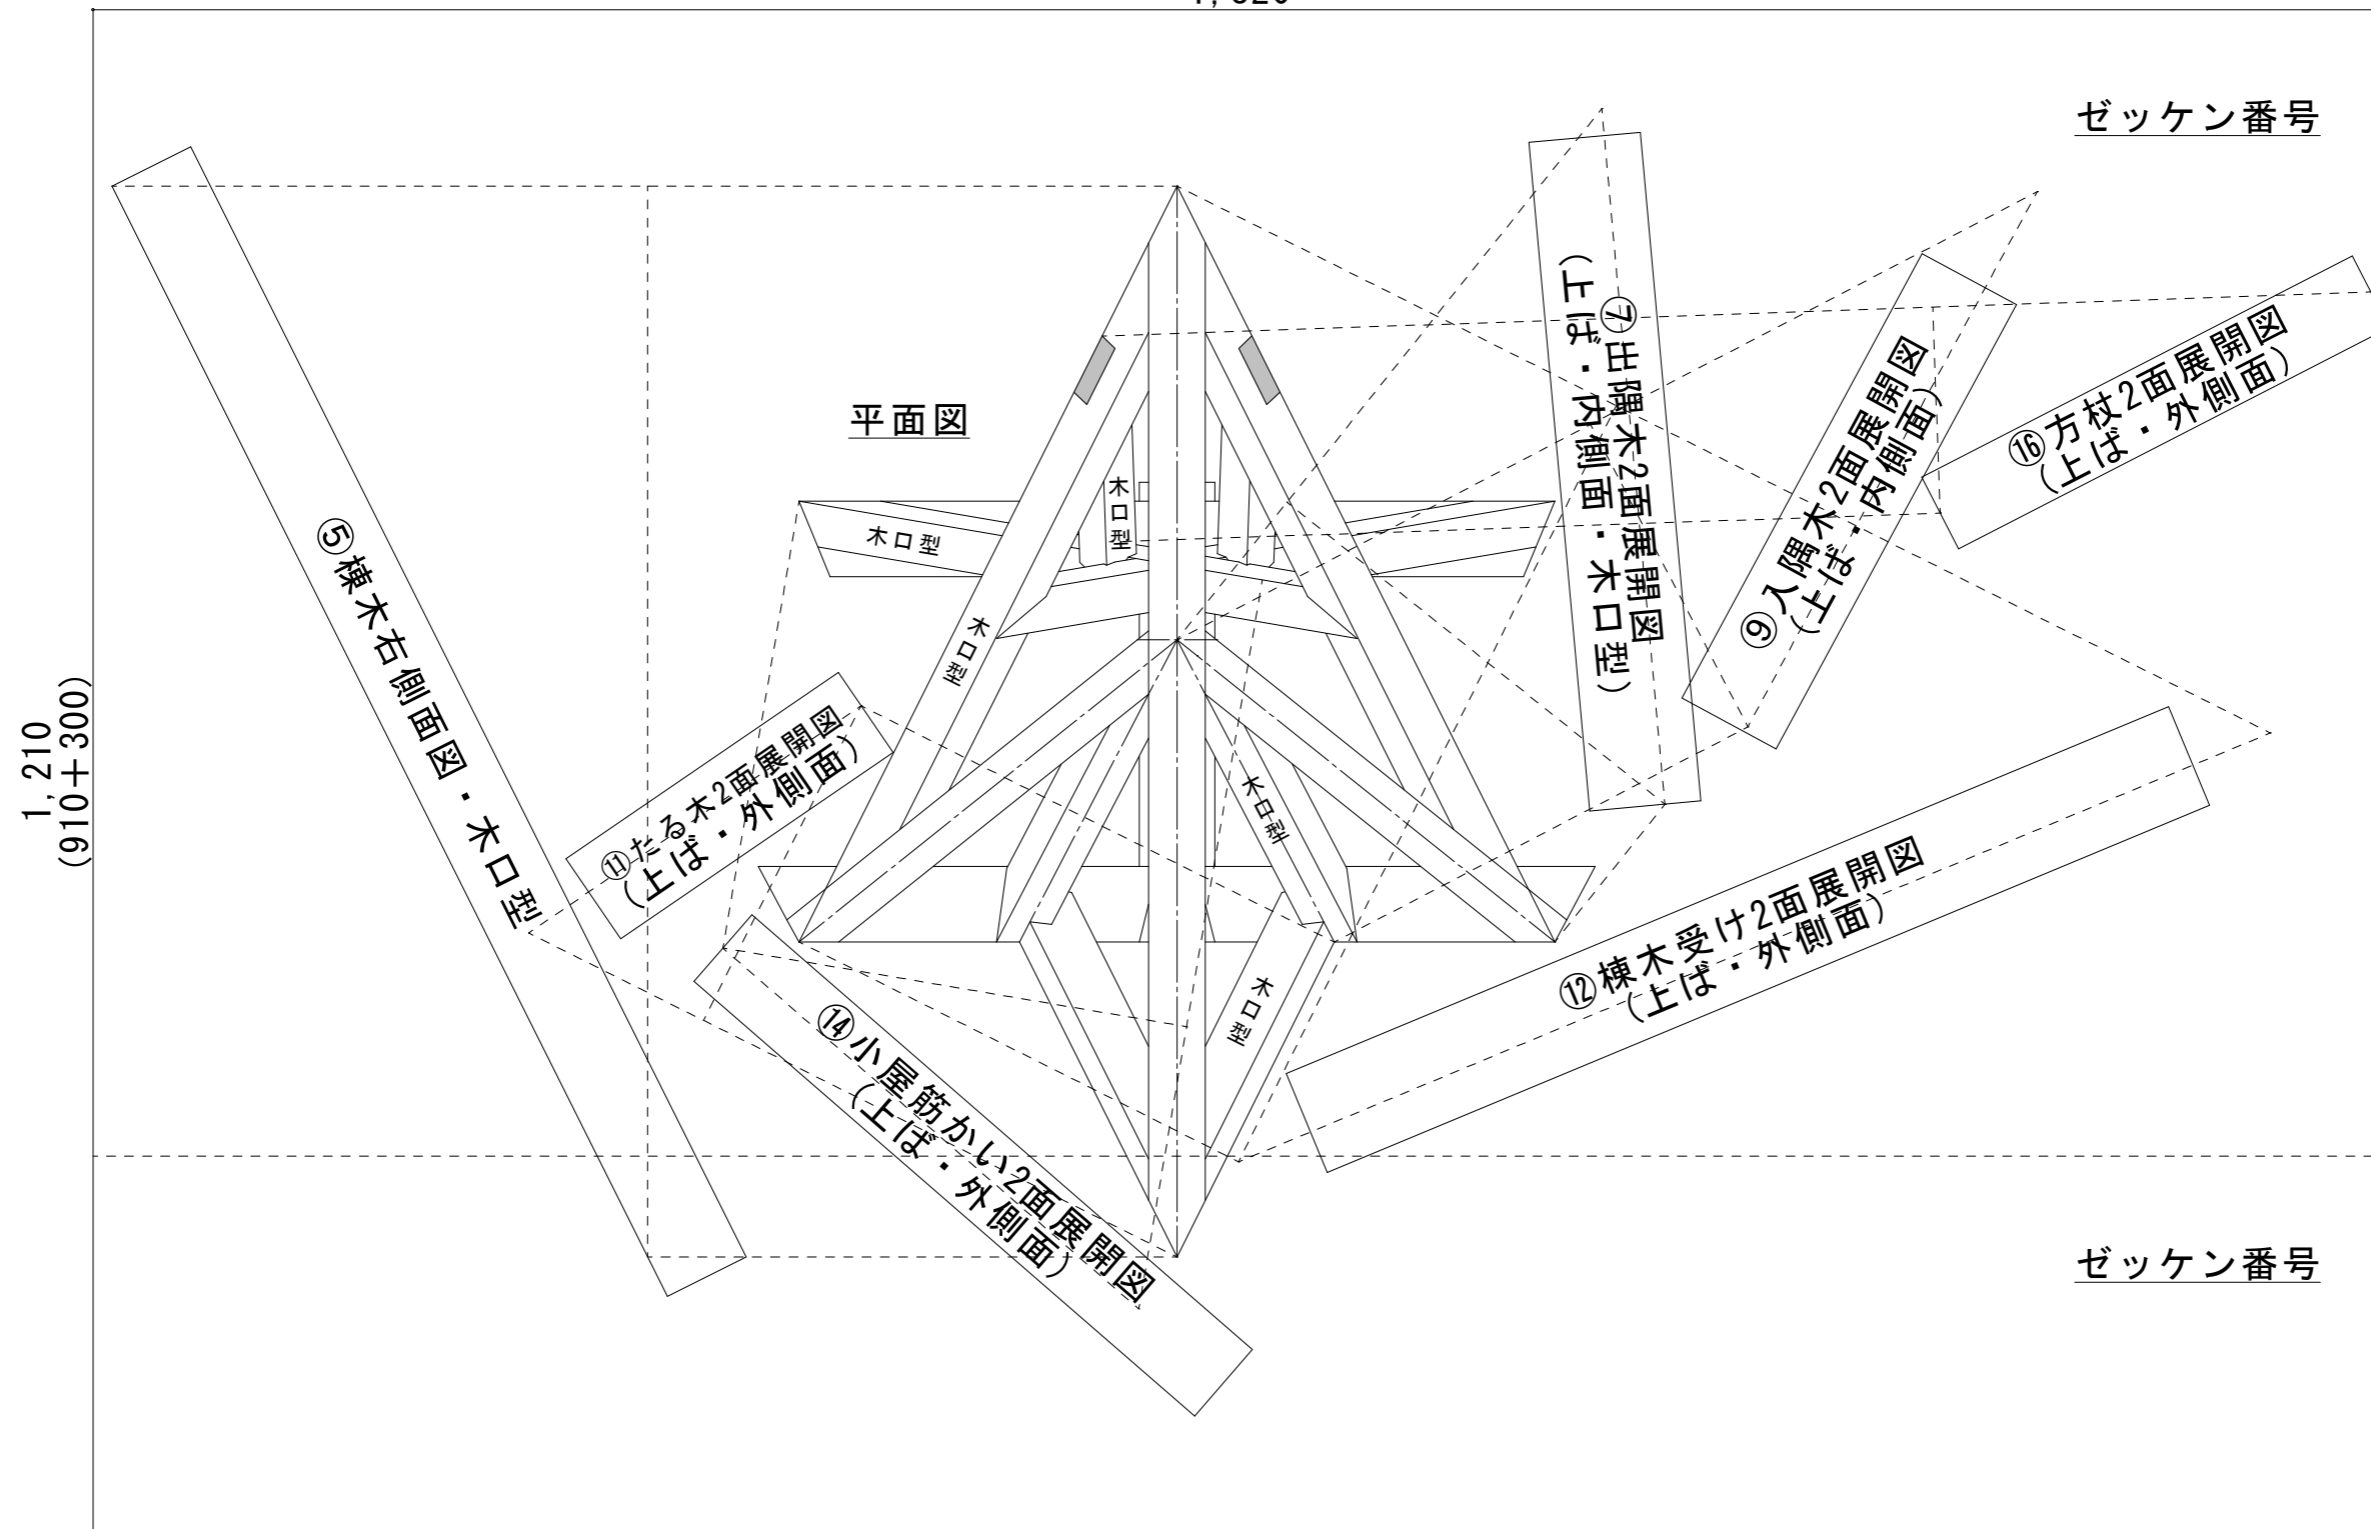 ゼッケン番号
平面図
木口型
木口型
木口型
木口型
木口型
⑤棟木右側面図・木口型
⑦出隅木2面展開図
(上ば・内側面・木口型)
⑨入隅木2面展開図
(上ば・内側面)
⑯方杖2面展開図
(上ば・外側面)
⑪たる木2面展開図
(上ば・外側面)
⑫棟木受け2面展開図
(上ば・外側面)
⑭小屋筋かい2面展開図
(上ば・外側面)
1,210
(910+300)
ゼッケン番号